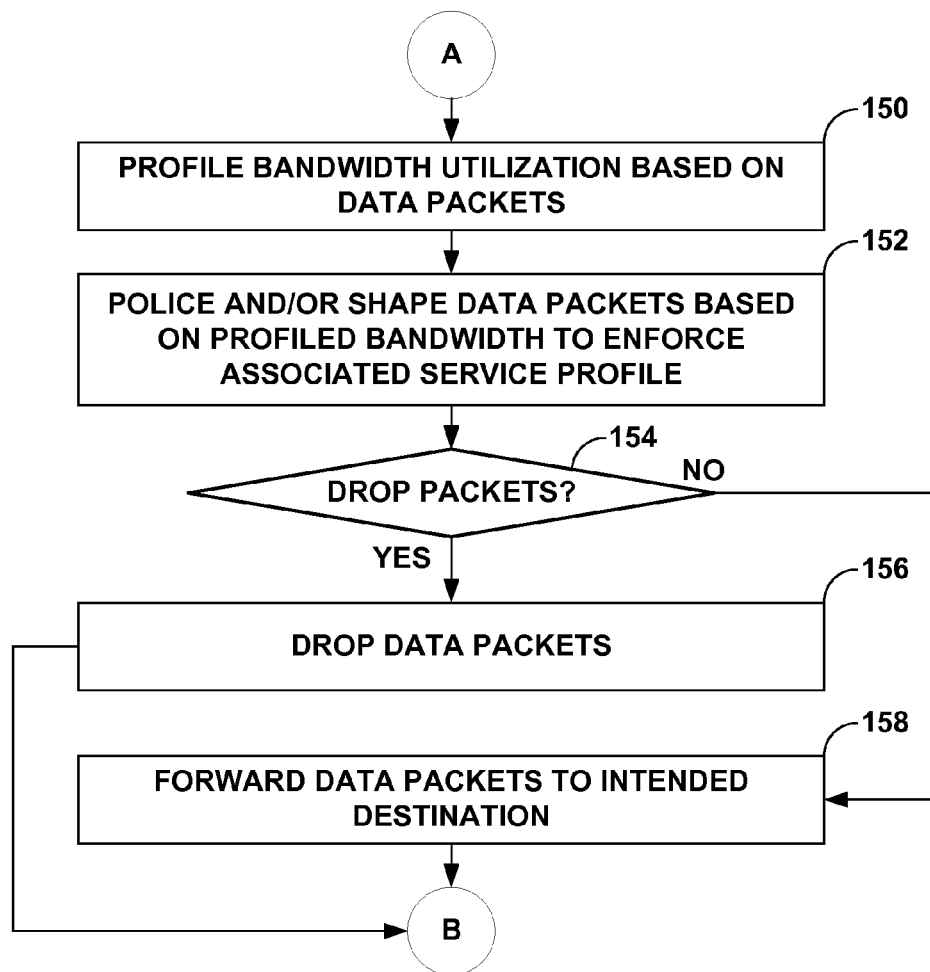 A
150
PROFILE BANDWIDTH UTILIZATION BASED ON
DATA PACKETS
152
POLICE AND/OR SHAPE DATA PACKETS BASED
ON PROFILED BANDWIDTH TO ENFORCE
ASSOCIATED SERVICE PROFILE
154
DROP PACKETS?
NO
YES
156
DROP DATA PACKETS
158
FORWARD DATA PACKETS TO INTENDED
DESTINATION
B